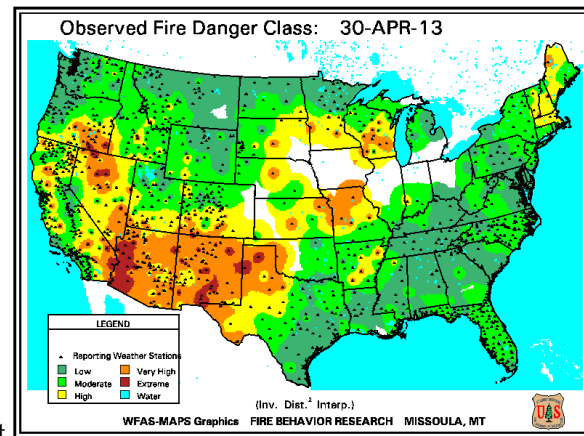 Observed Fire Danger Class: 30-APR-13
LEGEND
Reporting Weather Stations
Low
Moderate
High
Very High
Extreme
Water
(Inv. Dist.² Interp.)
WFAS-MAPS Graphics FIRE BEHAVIOR RESEARCH MISSOULA, MT
U S